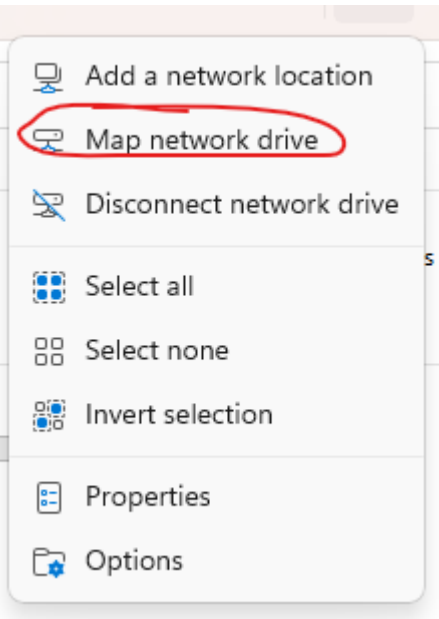 Add a network location
Map network drive
Disconnect network drive
s
Select all
Select none
Invert selection
Properties
Options